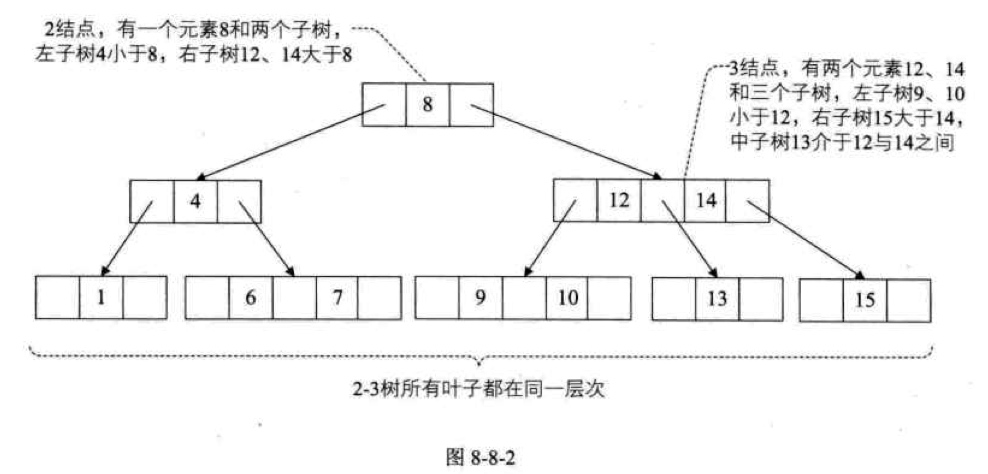 2结点，有一个元素8和两个子树，
左子树4小于8，右子树12、14大于8
3结点，有两个元素12、14
和三个子树，左子树9、10
小于12，右子树15大于14，
中子树13介于12与14之间
8
4
12 14
1
6 7
9 10
13
15
2-3树所有叶子都在同一层次
图 8-8-2